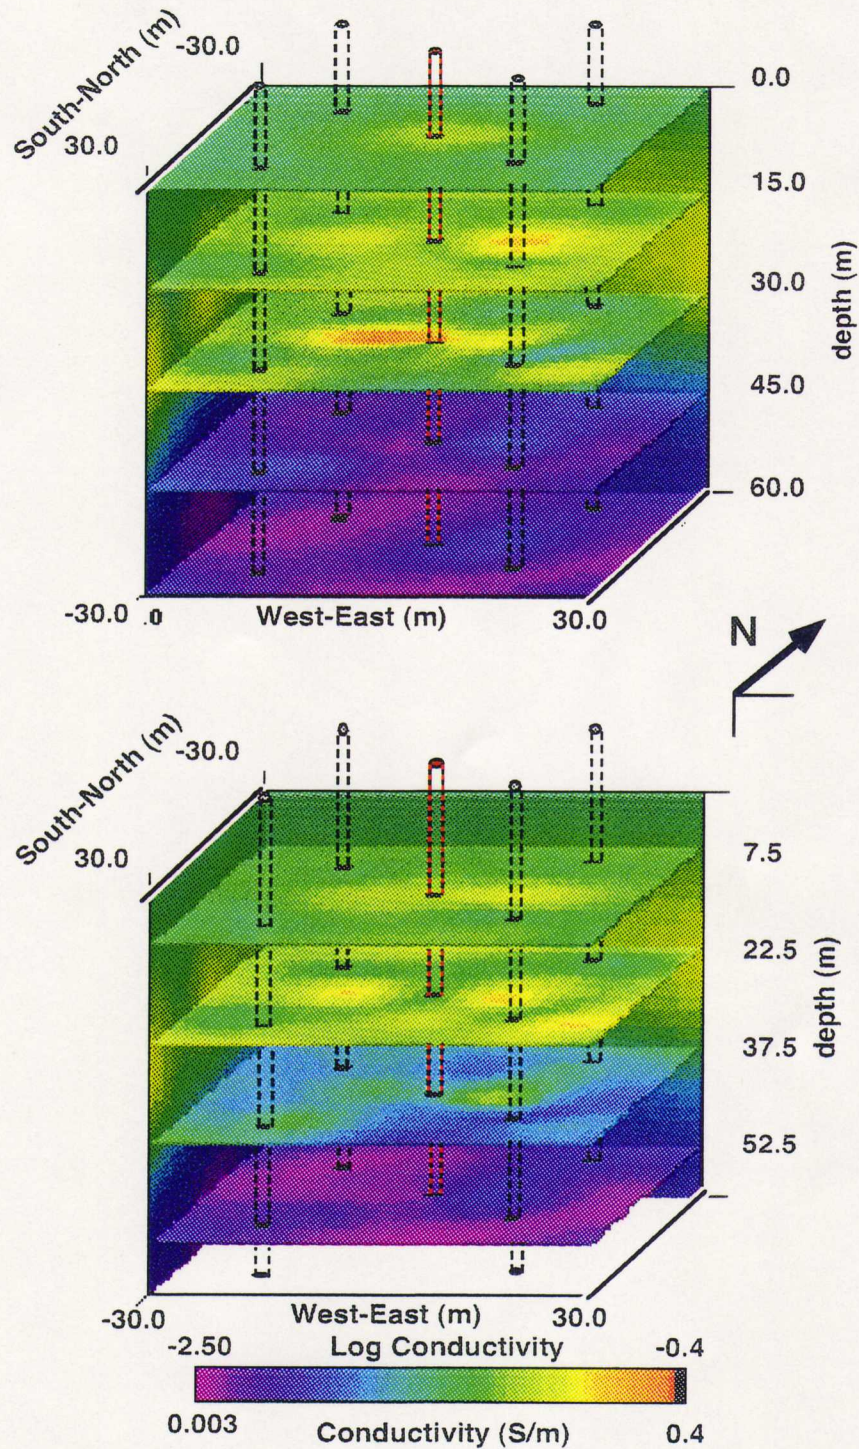 South-North (m)
-30.0
30.0
0.0
15.0
30.0
45.0
60.0
depth (m)
-30.0 .0
West-East (m)
30.0
N
South-North (m)
-30.0
30.0
7.5
22.5
37.5
52.5
depth (m)
-30.0
West-East (m)
30.0
-2.50
Log Conductivity
-0.4
0.003
Conductivity (S/m)
0.4